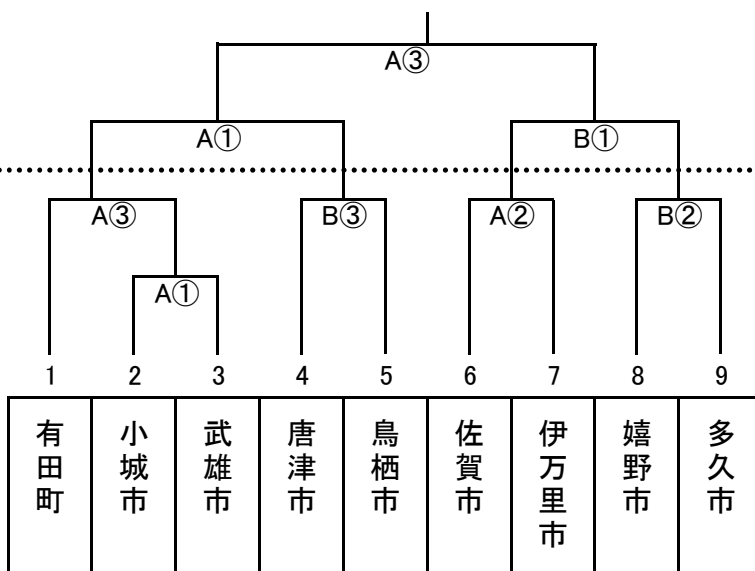 A③
A① B①
A③ B③ A② B②
A①
1 2 3 4 5 6 7 8 9
有田町
小城市
武雄市
唐津市
鳥栖市
佐賀市
伊万里市
嬉野市
多久市